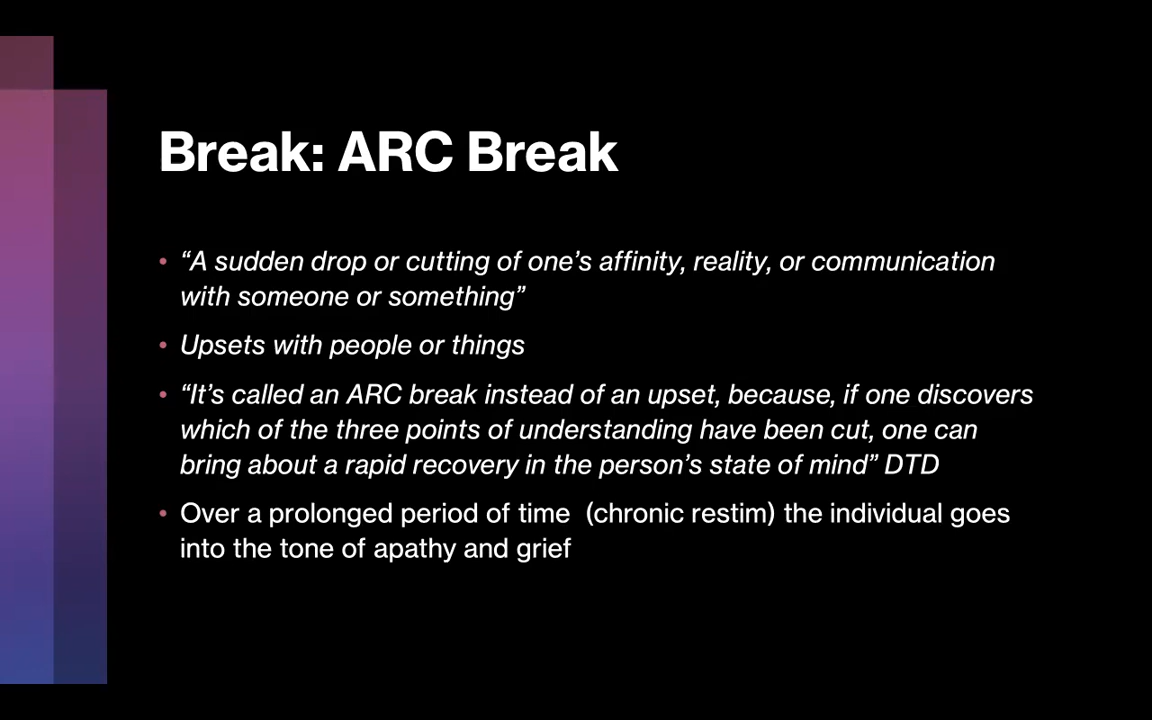 Break: ARC Break
• “A sudden drop or cutting of one’s affinity, reality, or communication
with someone or something”
• Upsets with people or things
• “It’s called an ARC break instead of an upset, because, if one discovers
which of the three points of understanding have been cut, one can
bring about a rapid recovery in the person’s state of mind” DTD
• Over a prolonged period of time  (chronic restim) the individual goes
into the tone of apathy and grief